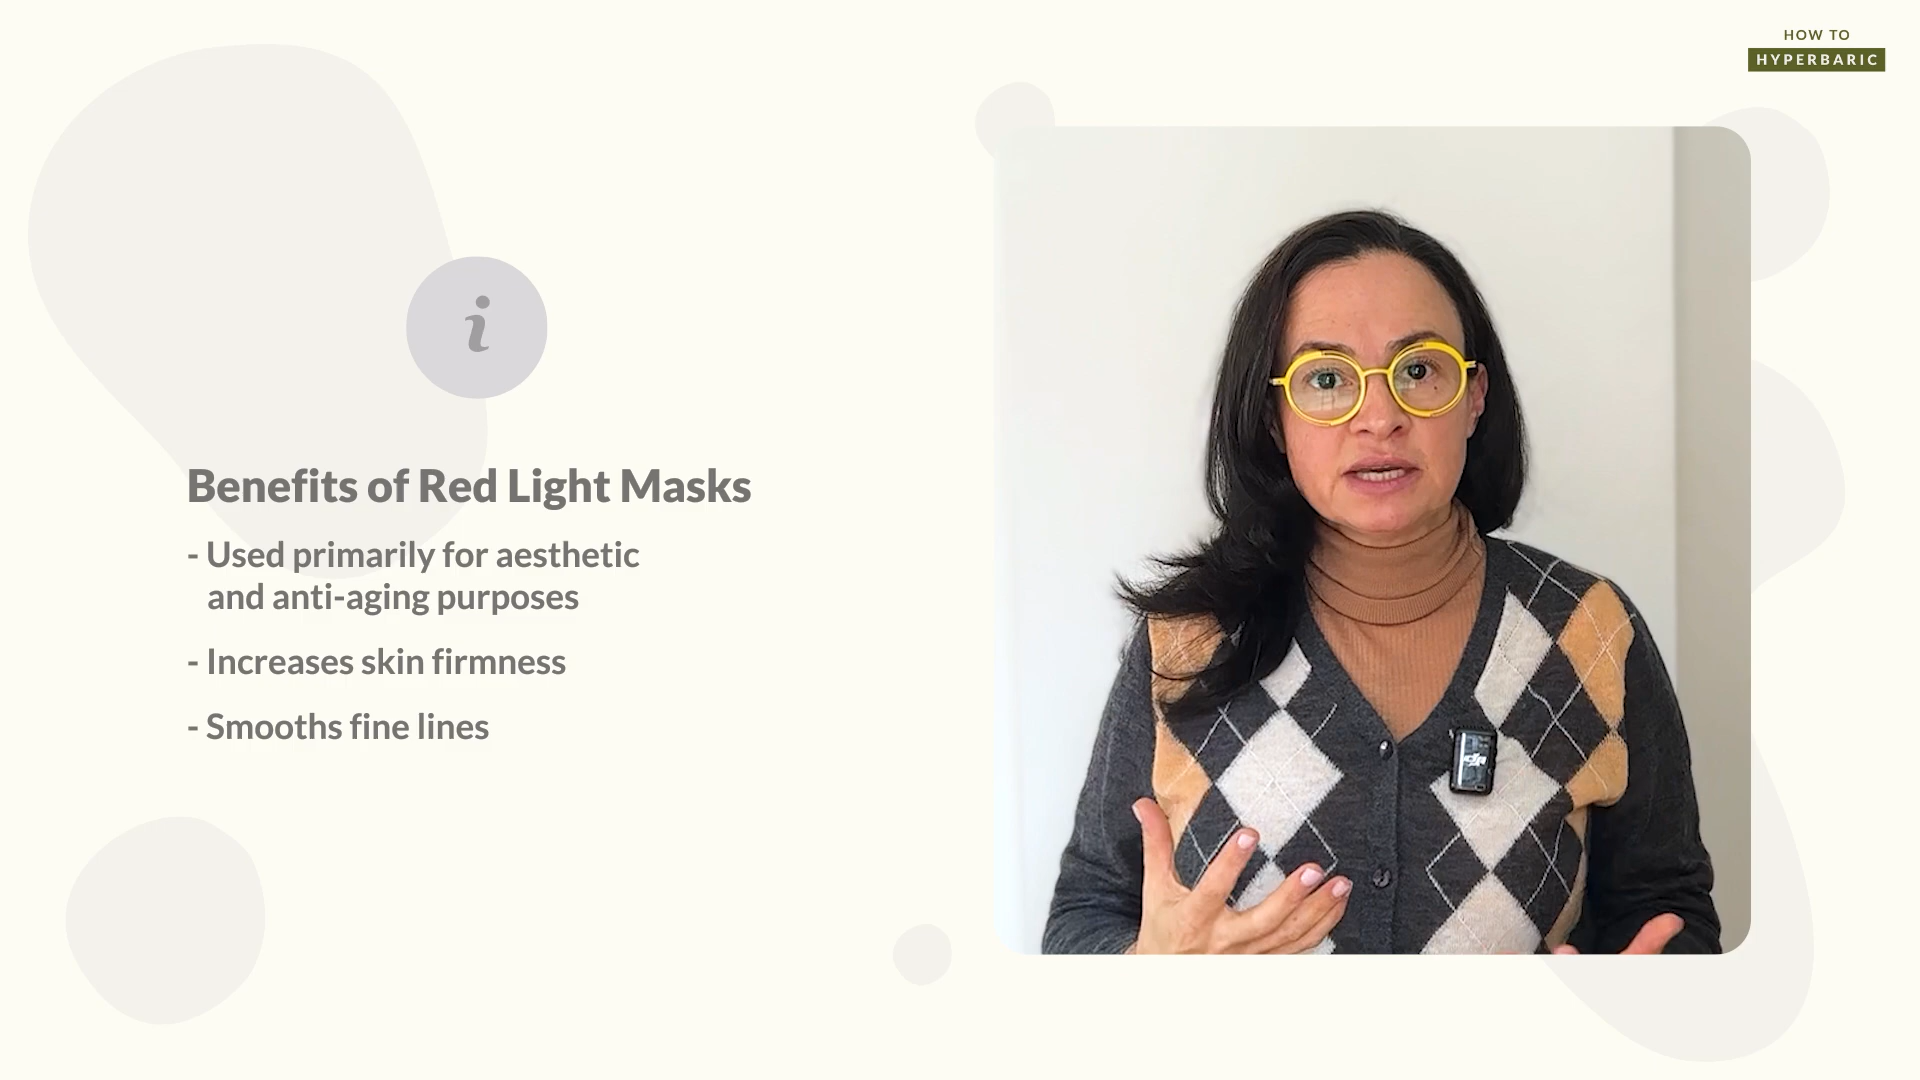 HOW TO
HYPERBARIC
i
Benefits of Red Light Masks
- Used primarily for aesthetic
and anti-aging purposes
- Increases skin firmness
- Smooths fine lines
dji